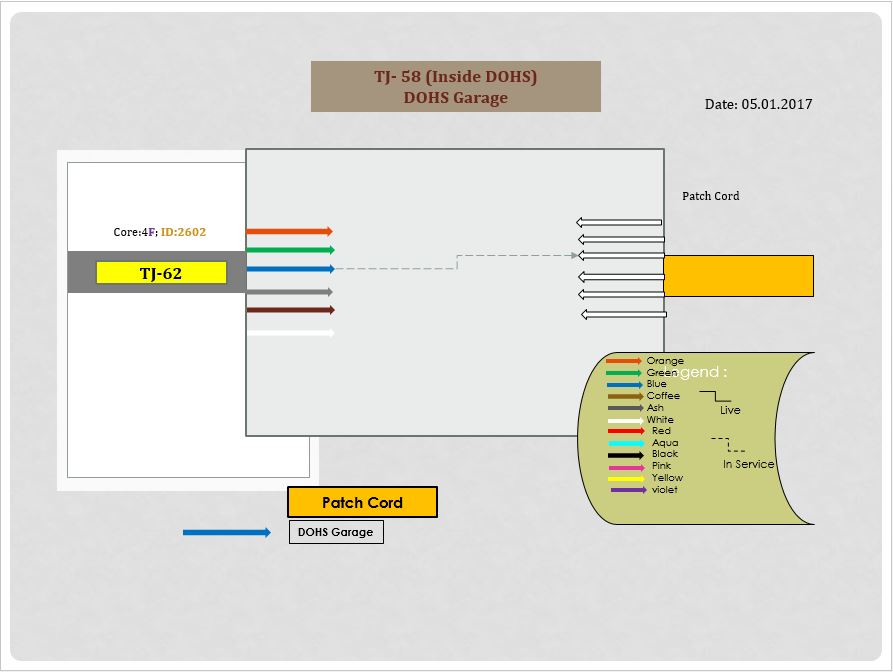 TJ- 58 (Inside DOHS)
DOHS Garage
Date: 05.01.2017
Patch Cord
Core:4F; ID:2602
TJ-62
Legend :
Orange
Green
Blue
Coffee
Ash
White
Red
Aqua
Black
Pink
Yellow
violet
Live
In Service
Patch Cord
DOHS Garage